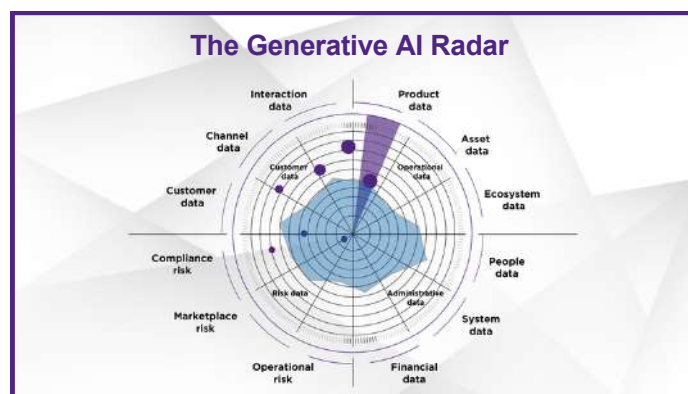 The Generative AI Radar
Interaction
data
Product
data
Channel
data
Asset
data
Customer
data
Operational
data
Customer
data
Ecosystem
data
Compliance
risk
People
data
Risk data
Administrative
data
Marketplace
risk
System
data
Operational
risk
Financial
data